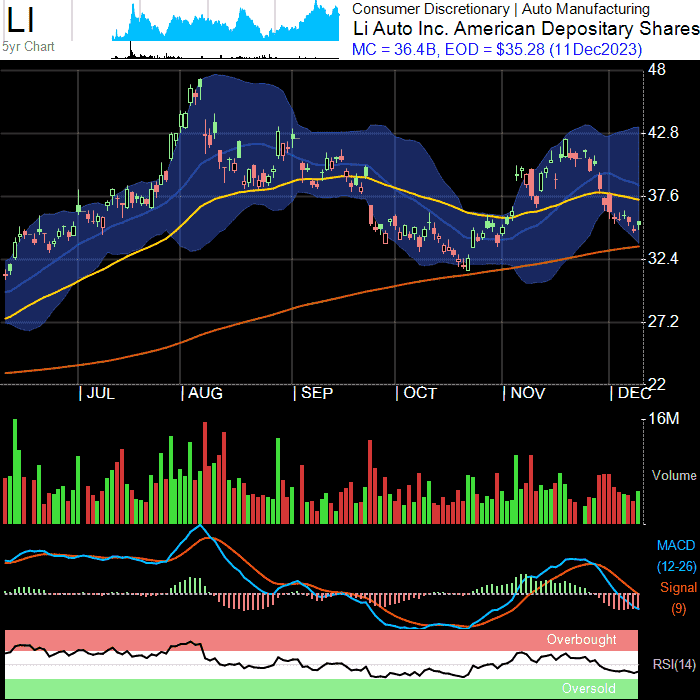 LI
5yr Chart
Consumer Discretionary | Auto Manufacturing
Li Auto Inc. American Depositary Shares
MC = 36.4B, EOD = $35.28 (11Dec2023)
48
42.8
37.6
32.4
27.2
22
| JUL | AUG | SEP | OCT | NOV | DEC
16M
Volume
MACD
(12-26)
Signal
(9)
Overbought
RSI(14)
Oversold